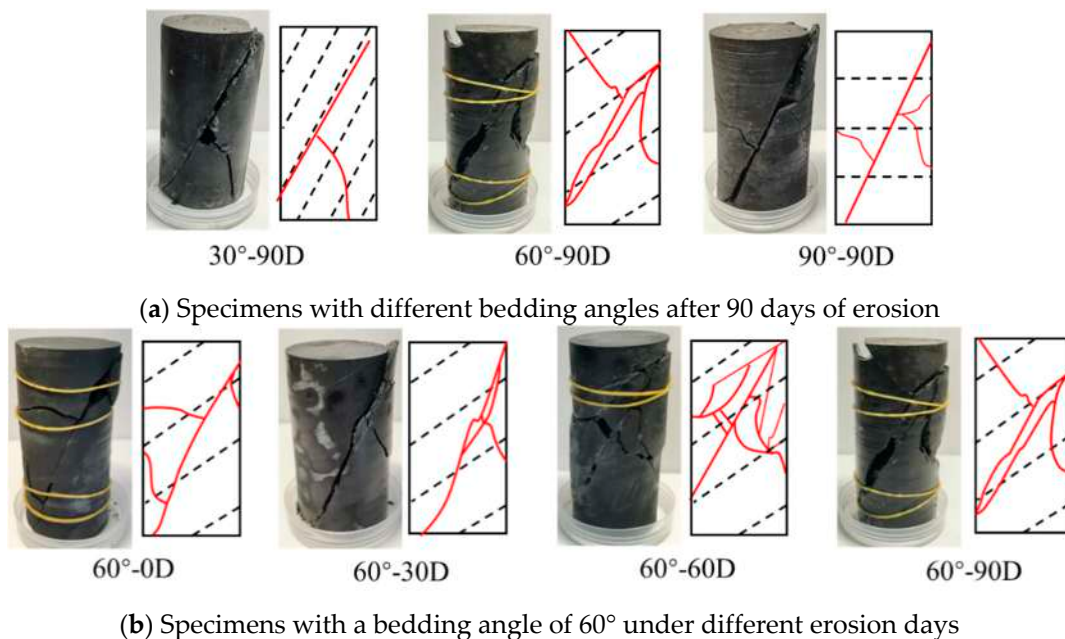 30°-90D 60°-90D 90°-90D
(a) Specimens with different bedding angles after 90 days of erosion
60°-0D 60°-30D 60°-60D 60°-90D
(b) Specimens with a bedding angle of 60° under different erosion days